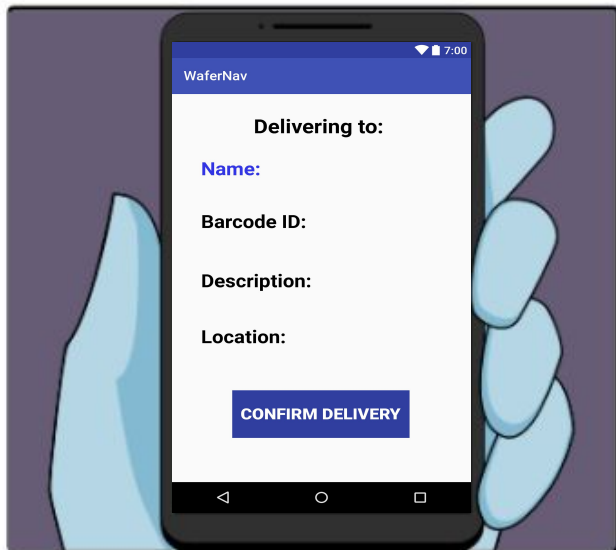 7:00
WaferNav
Delivering to:
Name:
Barcode ID:
Description:
Location:
CONFIRM DELIVERY